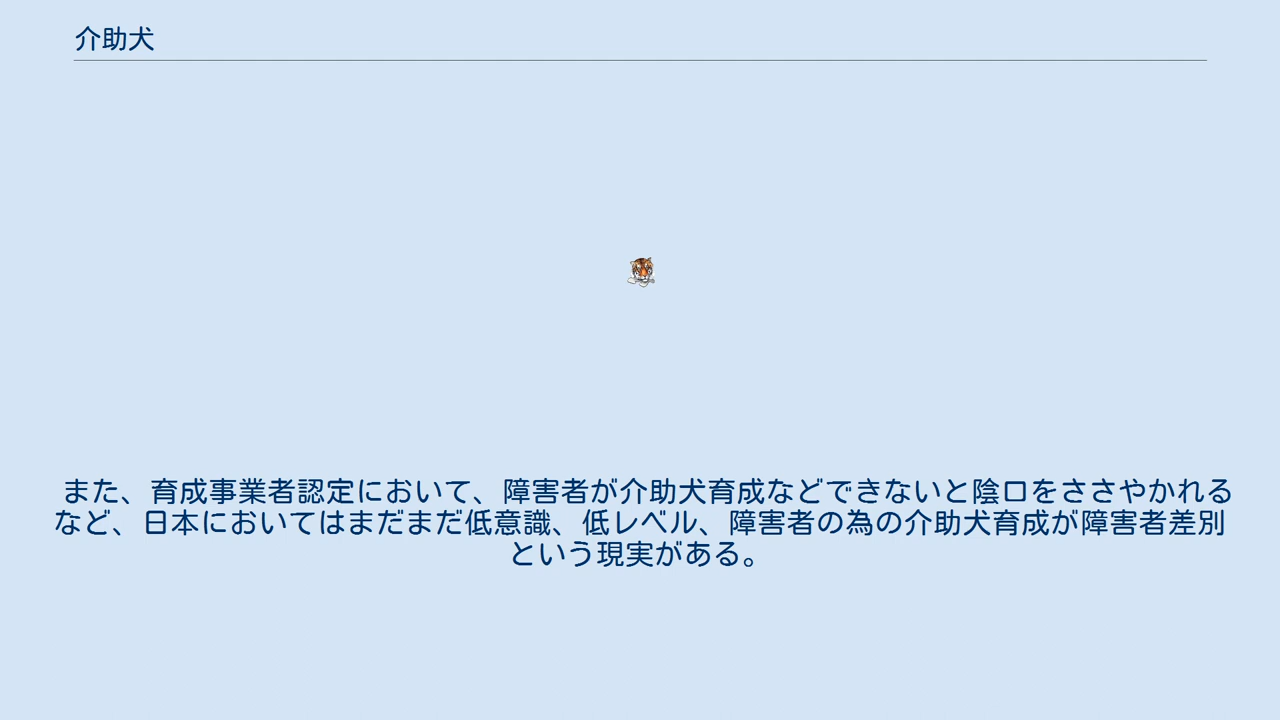 介助犬
また、育成事業者認定において、障害者が介助犬育成などできないと陰口をささやかれる
など、日本においてはまだまだ低意識、低レベル、障害者の為の介助犬育成が障害者差別
という現実がある。